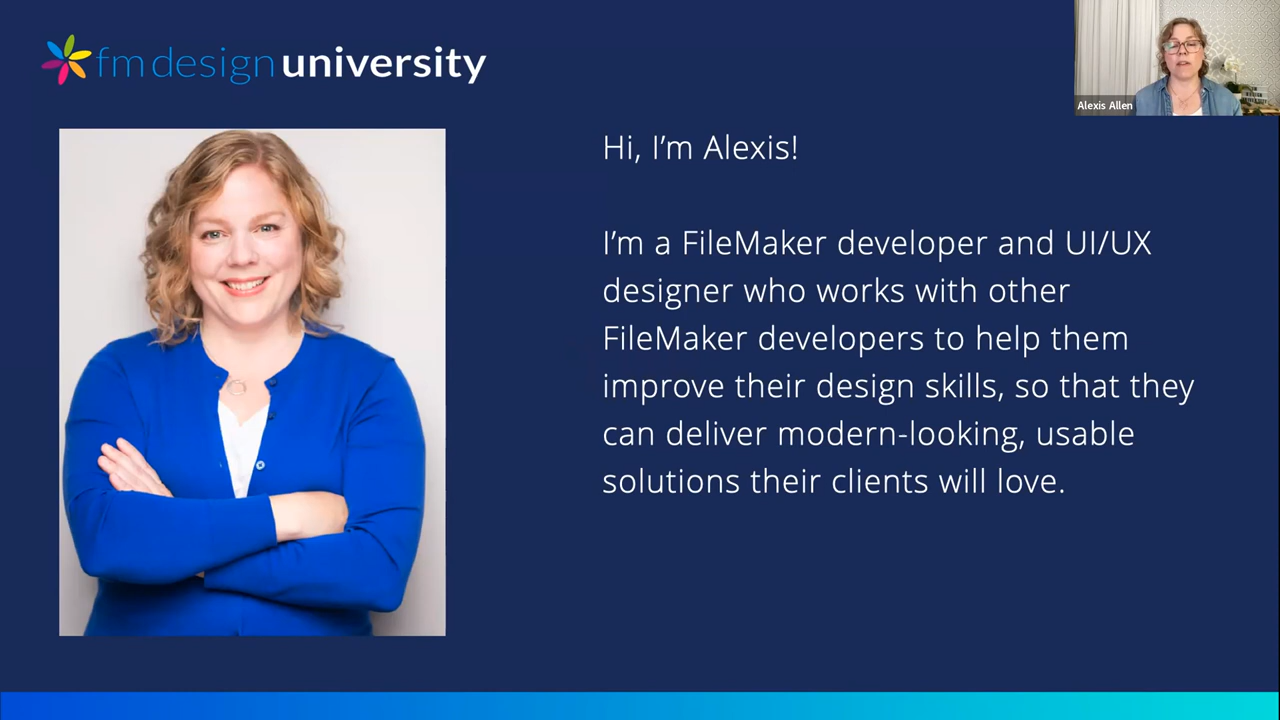 fmdesignuniversity
Alexis Allen
Hi, I'm Alexis!
I'm a FileMaker developer and UI/UX
designer who works with other
FileMaker developers to help them
improve their design skills, so that they
can deliver modern-looking, usable
solutions their clients will love.